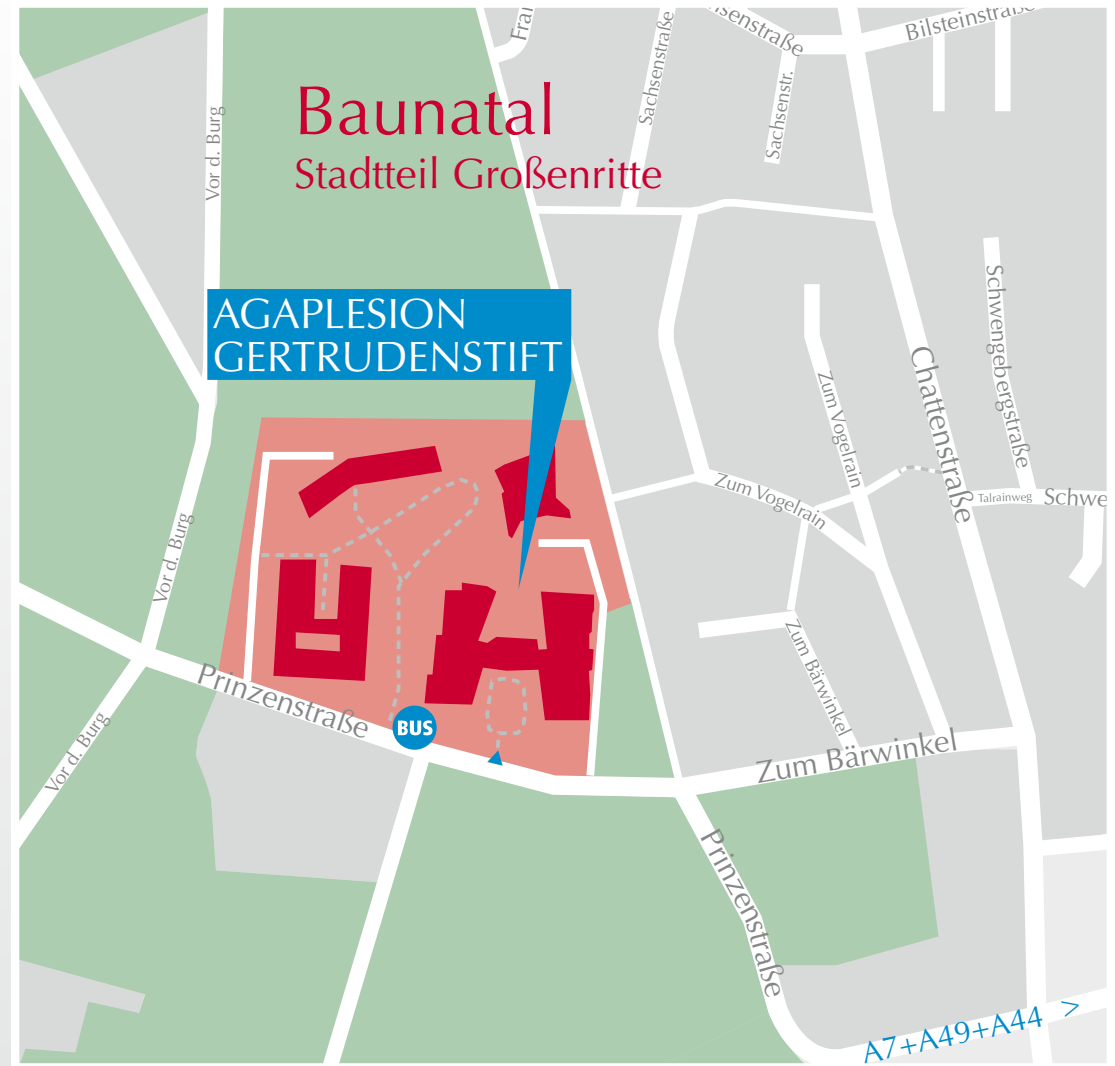 Bilsteinstraße
Sachsenstraße
Sachsenstr.
Baunatal
Stadtteil Großenritte
Vor d. Burg
AGAPLESION
GERTRUDENSTIFT
Schwengebergstraße
Chattenstraße
Zum Vogelrain
Zum Vogelrain
Talrainweg
Schwe
Vor d. Burg
Zum Bärwinkel
Prinzenstraße
BUS
Vor d. Burg
Zum Bärwinkel
Prinzenstraße
A7+A49+A44 >